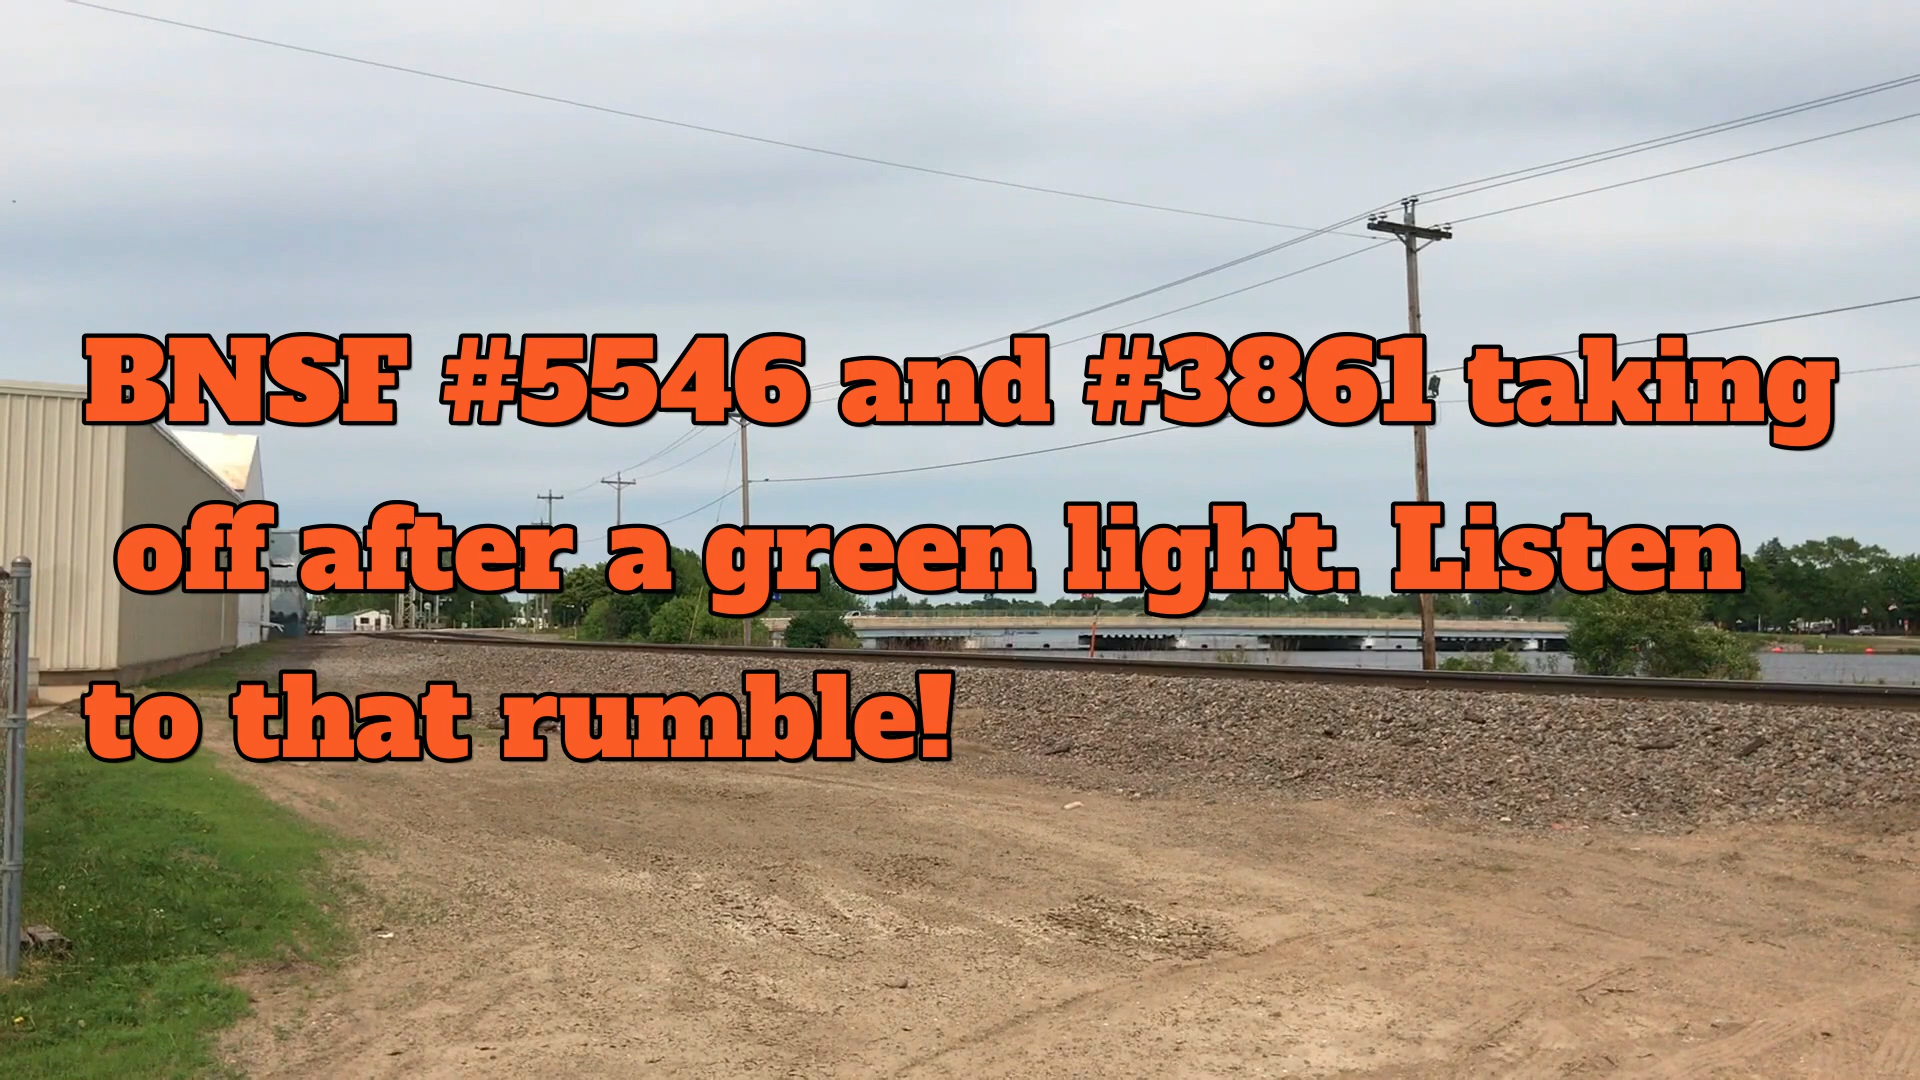 BNSF #5546 and #3861 taking
off after a green light. Listen
to that rumble!